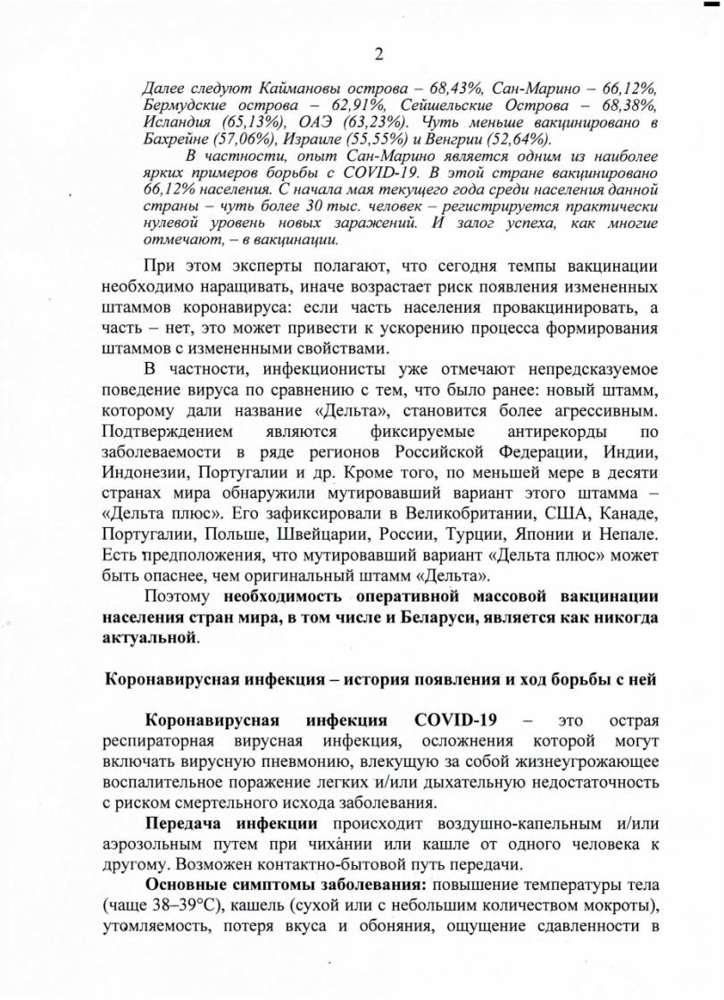 2
Далее следуют Каймановы острова – 68,43%, Сан-Марино – 66,12%,
Бермудские острова – 62,91%, Сейшельские Острова – 68,38%,
Исландия (65,13%), ОАЭ (63,23%). Чуть меньше вакцинировано в
Бахрейне (57,06%), Израиле (55,55%) и Венгрии (52,64%).
В частности, опыт Сан-Марино является одним из наиболее
ярких примеров борьбы с COVID-19. В этой стране вакцинировано
66,12% населения. С начала мая текущего года среди населения данной
страны – чуть более 30 тыс. человек – регистрируется практически
нулевой уровень новых заражений. И залог успеха, как многие
отмечают, – в вакцинации.
При этом эксперты полагают, что сегодня темпы вакцинации
необходимо наращивать, иначе возрастает риск появления измененных
штаммов коронавируса: если часть населения провакцинировать, а
часть – нет, это может привести к ускорению процесса формирования
штаммов с измененными свойствами.
В частности, инфекционисты уже отмечают непредсказуемое
поведение вируса по сравнению с тем, что было ранее: новый штамм,
которому дали название «Дельта», становится более агрессивным.
Подтверждением являются фиксируемые антирекорды по
заболеваемости в ряде регионов Российской Федерации, Индии,
Индонезии, Португалии и др. Кроме того, по меньшей мере в десяти
странах мира обнаружили мутировавший вариант этого штамма –
«Дельта плюс». Его зафиксировали в Великобритании, США, Канаде,
Португалии, Польше, Швейцарии, России, Турции, Японии и Непале.
Есть предположения, что мутировавший вариант «Дельта плюс» может
быть опаснее, чем оригинальный штамм «Дельта».
Поэтому необходимость оперативной массовой вакцинации
населения стран мира, в том числе и Беларуси, является как никогда
актуальной.
Коронавирусная инфекция – история появления и ход борьбы с ней
Коронавирусная инфекция COVID-19 – это острая
респираторная вирусная инфекция, осложнения которой могут
включать вирусную пневмонию, влекущую за собой жизнеугрожающее
воспалительное поражение легких и/или дыхательную недостаточность
с риском смертельного исхода заболевания.
Передача инфекции происходит воздушно-капельным и/или
аэрозольным путем при чихании или кашле от одного человека к
другому. Возможен контактно-бытовой путь передачи.
Основные симптомы заболевания: повышение температуры тела
(чаще 38–39°С), кашель (сухой или с небольшим количеством мокроты),
утомляемость, потеря вкуса и обоняния, ощущение сдавленности в